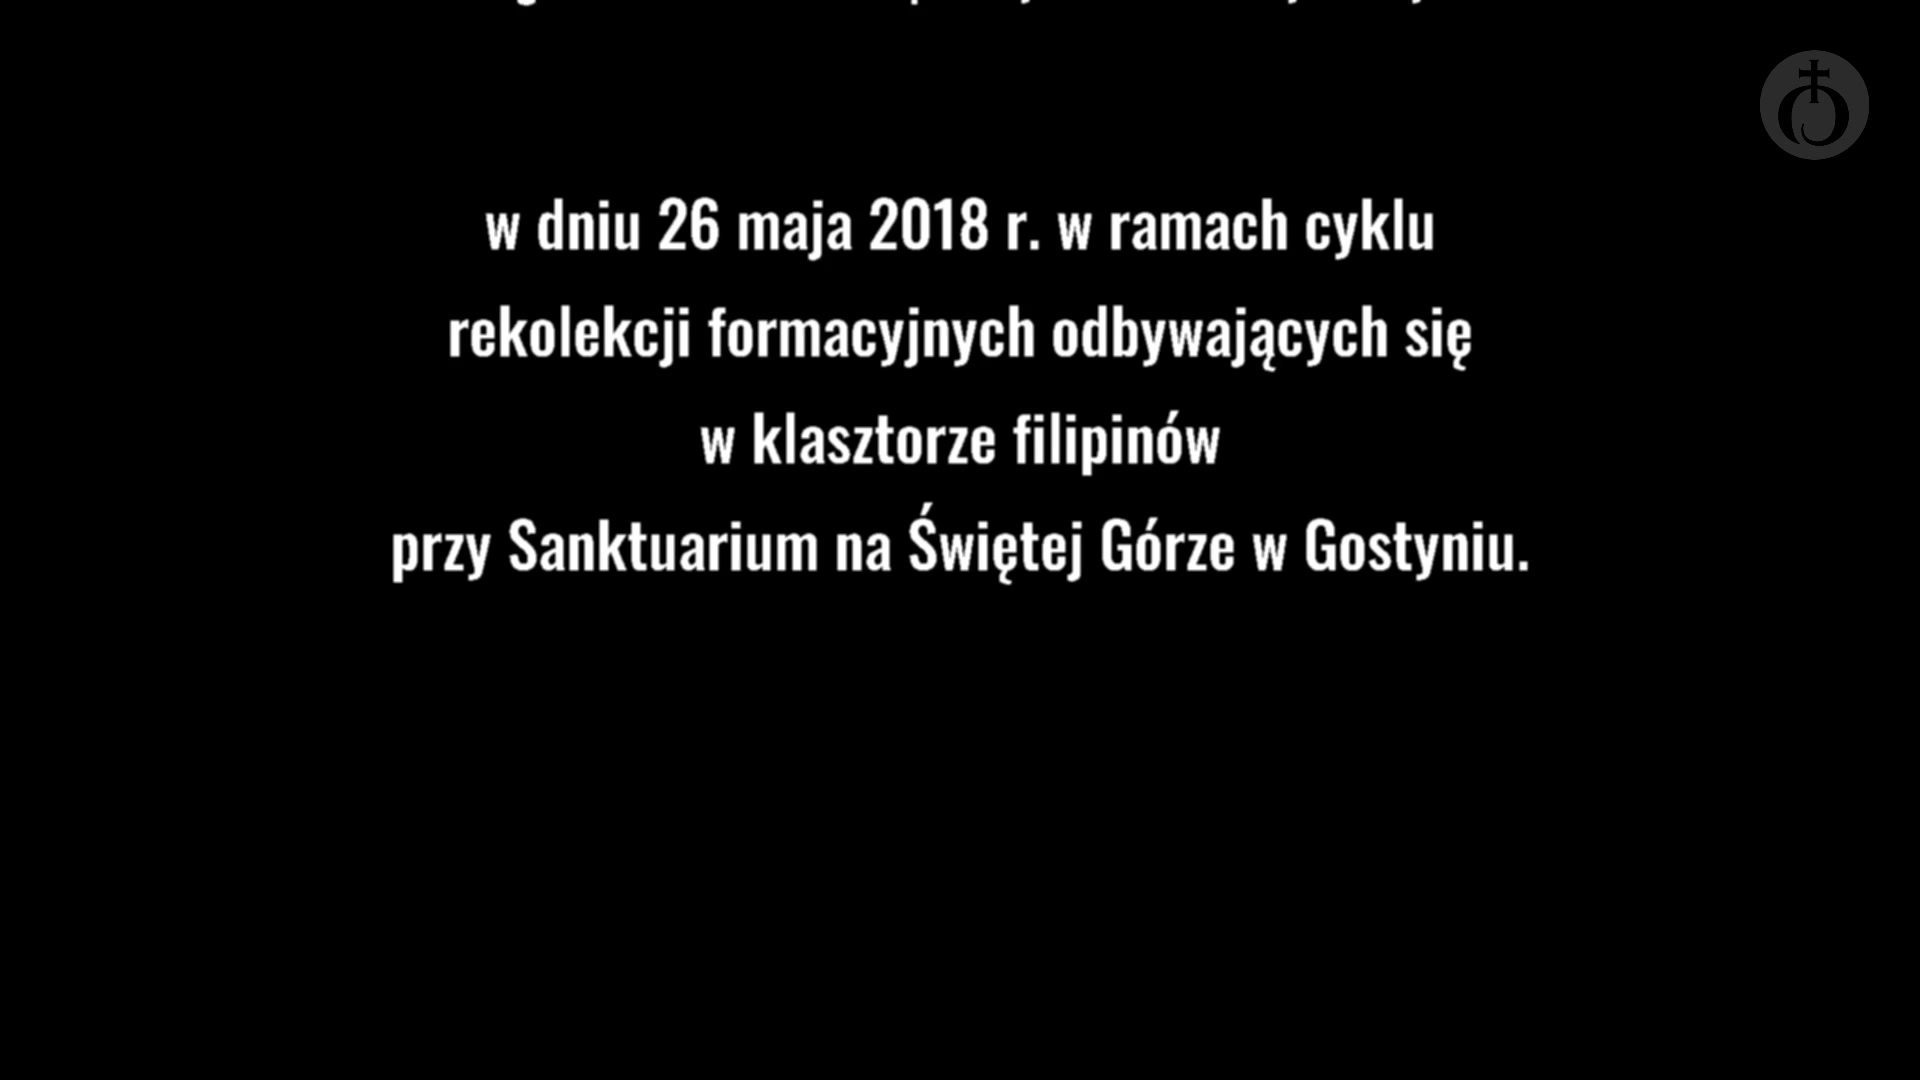 w dniu 26 maja 2018 r. w ramach cyklu
rekolekcji formacyjnych odbywających się
w klasztorze filipinów
przy Sanktuarium na Świętej Górze w Gostyniu.